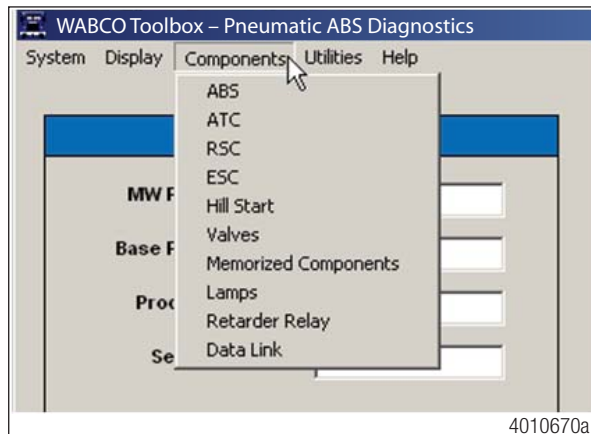 WABCO Toolbox – Pneumatic ABS Diagnostics
System Display Components Utilities Help
ABS
ATC
RSC
ESC
MW
Hill Start
Valves
Base
Memorized Components
Lamps
Retarder Relay
Data Link
4010670a